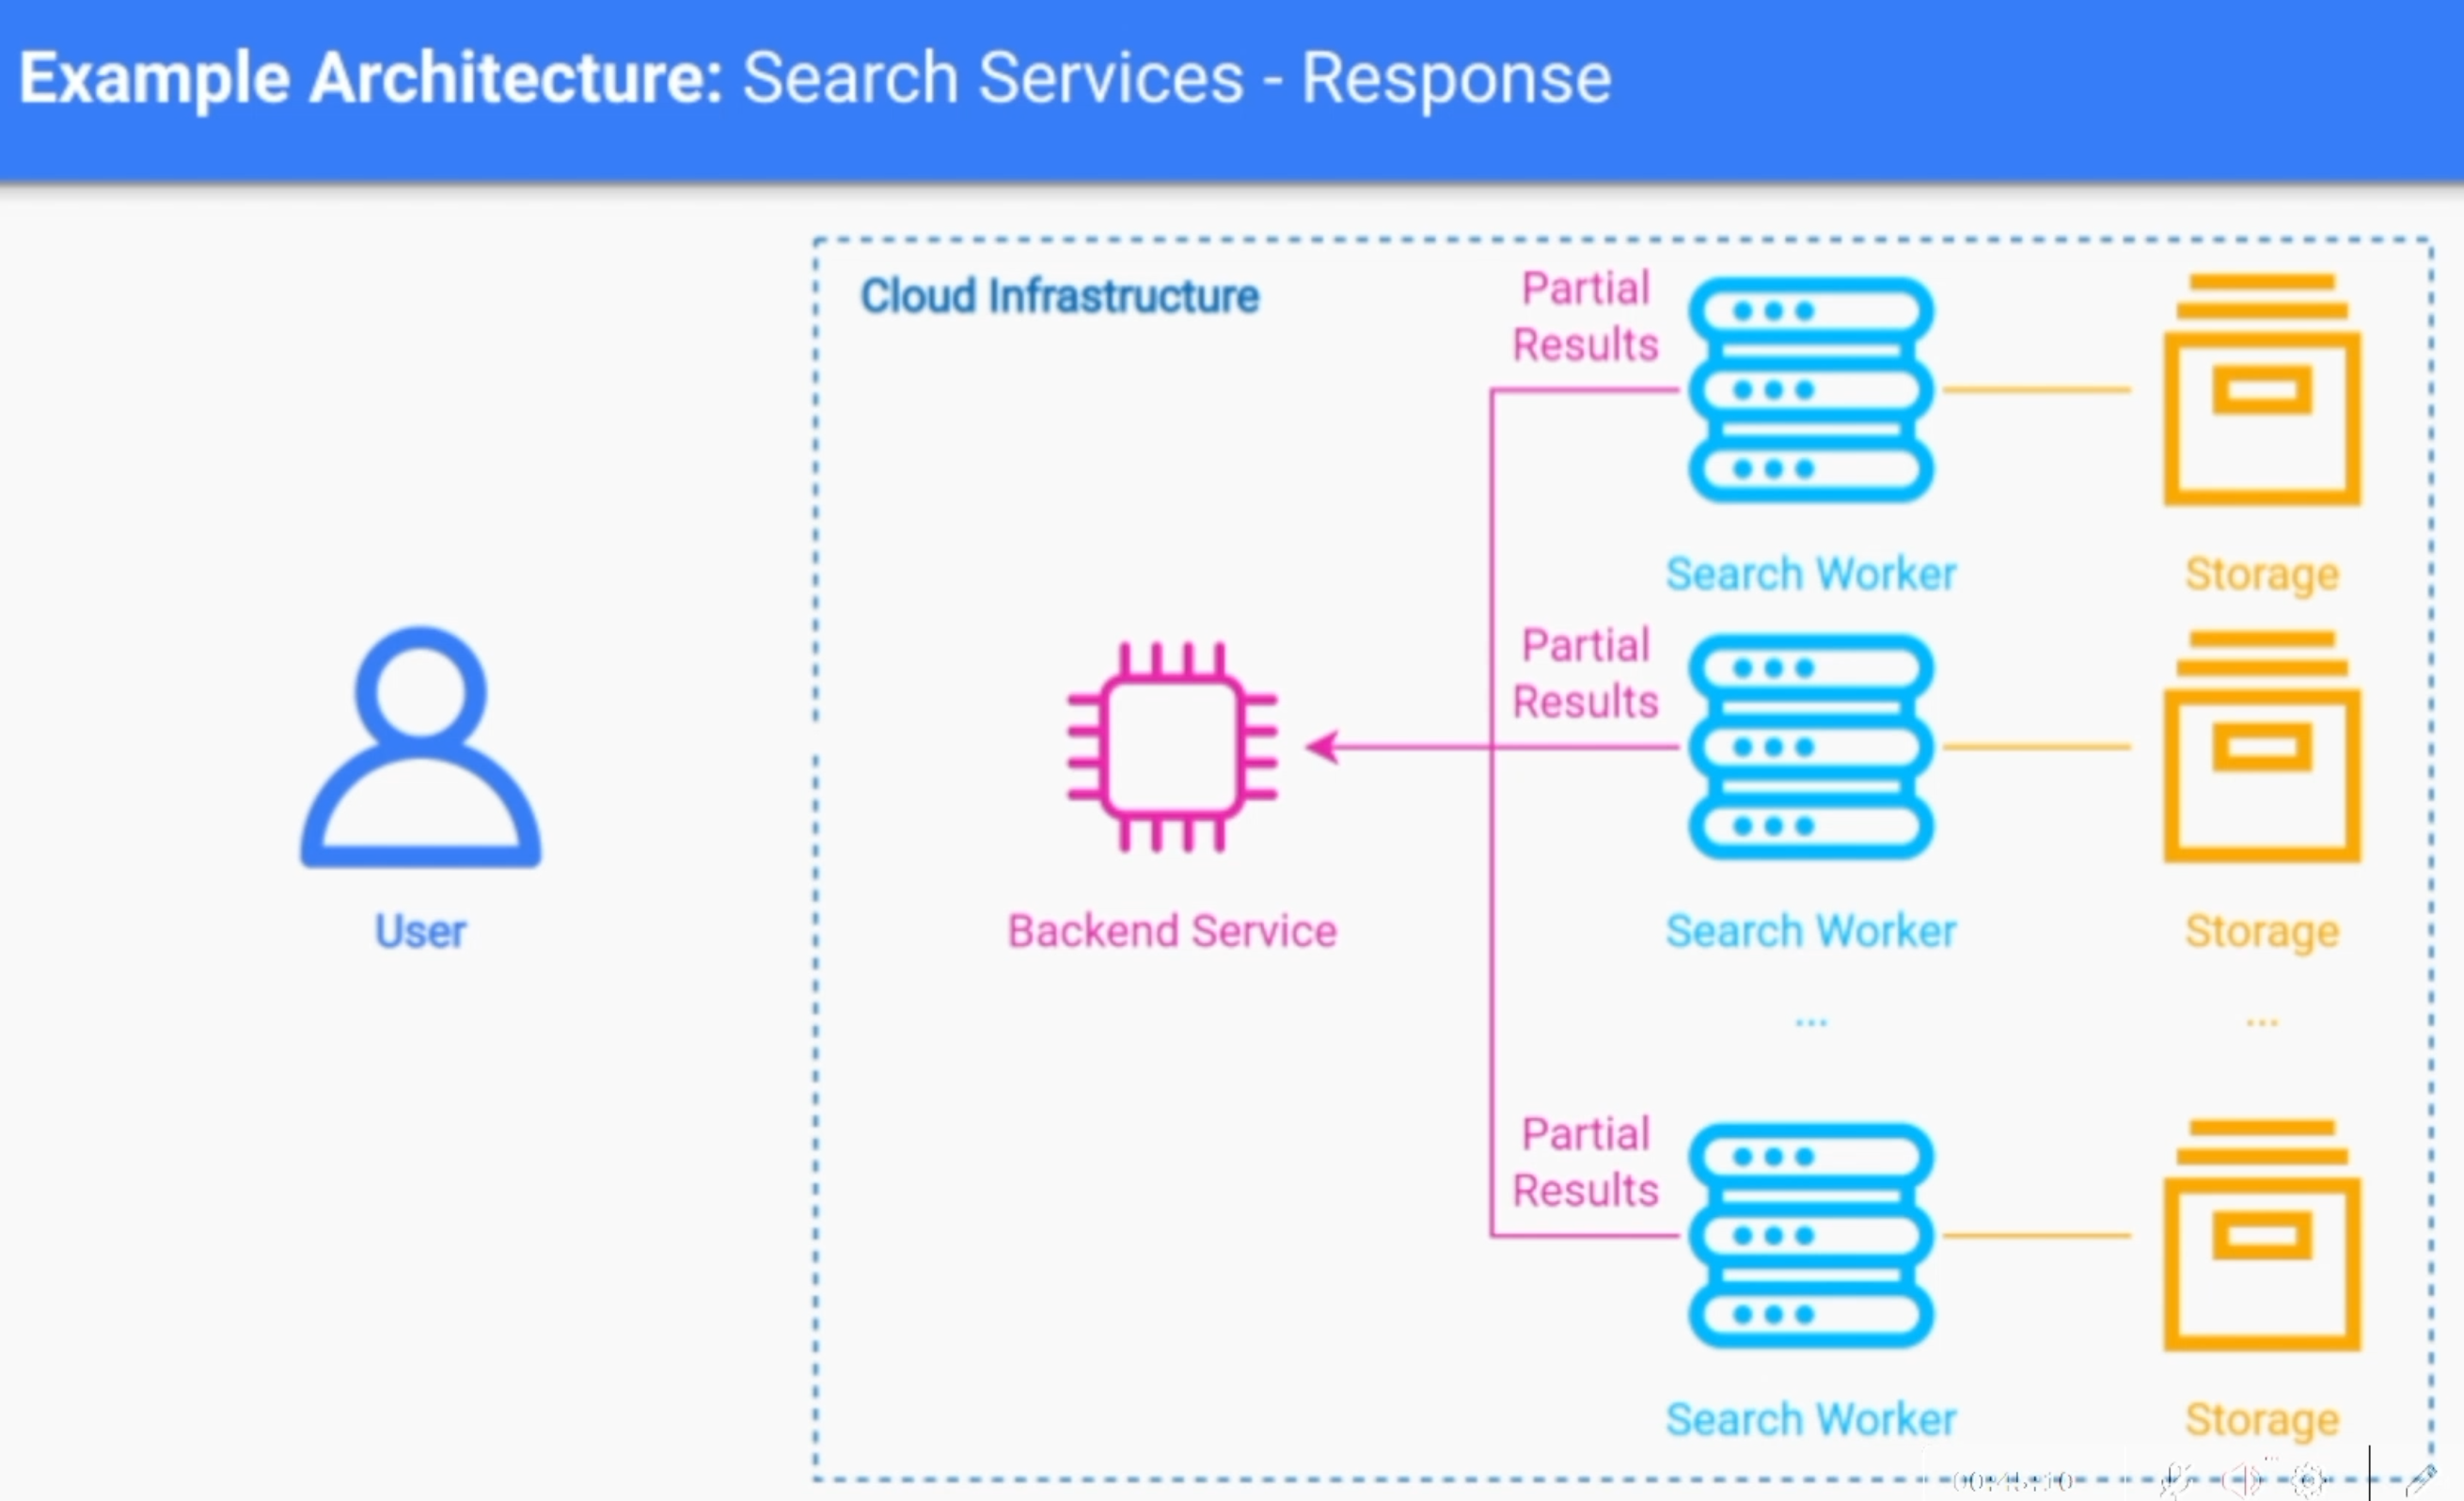 Example Architecture: Search Services - Response
Cloud Infrastructure
Partial
Results
Search Worker
Storage
Partial
Results
User
Backend Service
Search Worker
Storage
...
...
Partial
Results
Search Worker
Storage